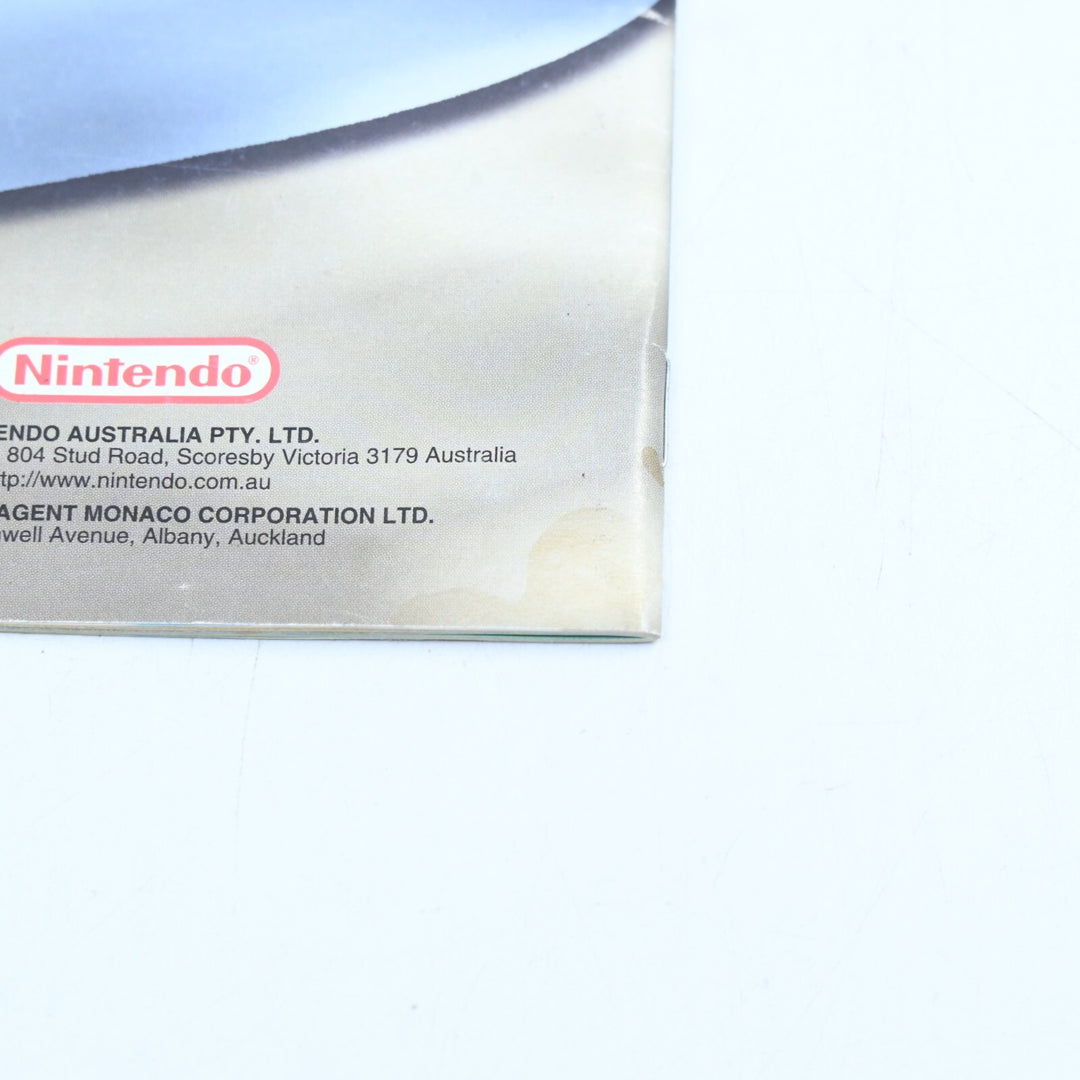 Nintendo®
ENDO AUSTRALIA PTY. LTD.
804 Stud Road, Scoresby Victoria 3179 Australia
tp://www.nintendo.com.au
AGENT MONACO CORPORATION LTD.
well Avenue, Albany, Auckland